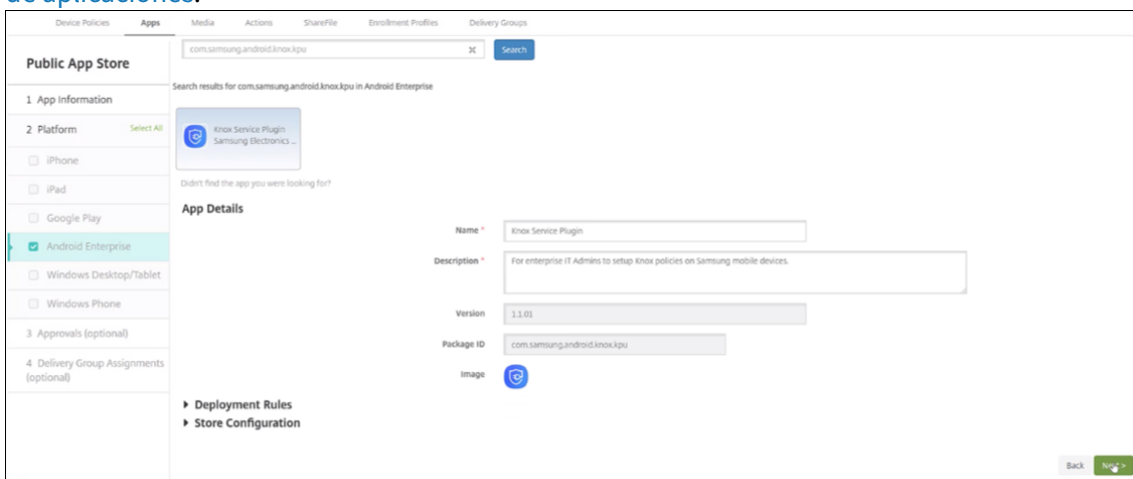 de aplicaciones.
Device Policies Apps Media Actions ShareFile Enrollment Profiles Delivery Groups
com.samsung.android.knox.kpu Search
Public App Store
Search results for com.samsung.android.knox.kpu in Android Enterprise
1 App Information
2 Platform Select All
Knox Service Plugin
Samsung Electronics ...
iPhone
iPad
Didn't find the app you were looking for?
Google Play
App Details
Name * Knox Service Plugin
Android Enterprise
Description * For enterprise IT Admins to setup Knox policies on Samsung mobile devices.
Windows Desktop/Tablet
Windows Phone
Version 1.1.01
3 Approvals (optional)
Package ID com.samsung.android.knox.kpu
4 Delivery Group Assignments
(optional)
Image
Deployment Rules
Store Configuration
Back Next >